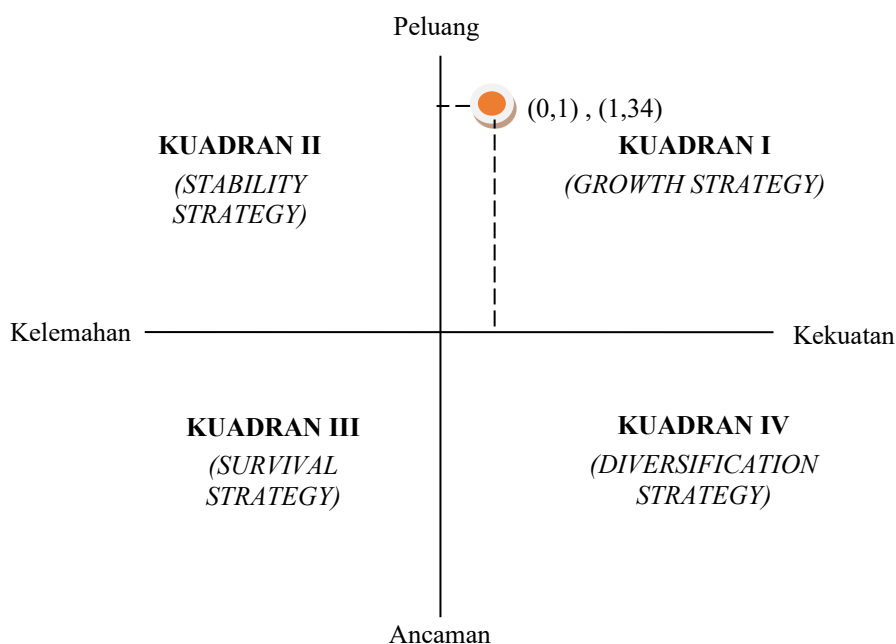 Peluang
(0,1) , (1,34)
KUADRAN II
(STABILITY
STRATEGY)
KUADRAN I
(GROWTH STRATEGY)
Kelemahan
Kekuatan
KUADRAN III
(SURVIVAL
STRATEGY)
KUADRAN IV
(DIVERSIFICATION
STRATEGY)
Ancaman